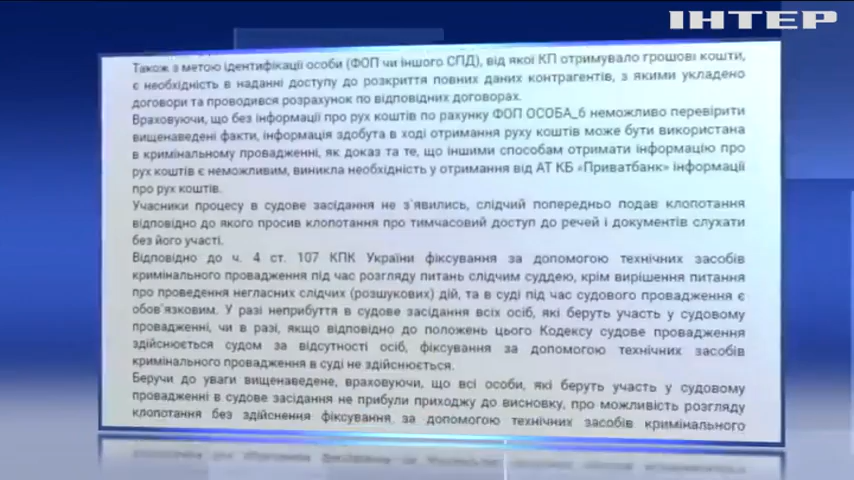 ІНТЕР
Також з метою ідентифікації особи (ФОП чи іншого СПД), від якої КП отримувало грошові кошти,
є необхідність в наданні доступу до розкриття повних даних контрагентів, з якими укладено
договори та проводився розрахунок по відповідних договорах.
Враховуючи, що без інформації про рух коштів по рахунку ФОП ОСОБА_6 неможливо перевірити
вищенаведені факти, інформація здобута в ході отримання руху коштів може бути використана
в кримінальному провадженні, як доказ та те, що іншими способам отримати інформацію про
рух коштів є неможливим, виникла необхідність у отримання від АТ КБ «Приватбанк» інформації
про рух коштів.
Учасники процесу в судове засідання не з`явились, слідчий попередньо подав клопотання
відповідно до якого просив клопотання про тимчасовий доступ до речей і документів слухати
без його участі.
Відповідно до ч. 4 ст. 107 КПК України фіксування за допомогою технічних засобів
кримінального провадження під час розгляду питань слідчим суддею, крім вирішення питання
про проведення негласних слідчих (розшукових) дій, та в суді під час судового провадження є
обов`язковим. У разі неприбуття в судове засідання всіх осіб, які беруть участь у судовому
провадженні, чи в разі, якщо відповідно до положень цього Кодексу судове провадження
здійснюється судом за відсутності осіб, фіксування за допомогою технічних засобів
кримінального провадження в суді не здійснюється.
Беручи до уваги вищенаведене, враховуючи, що всі особи, які беруть участь у судовому
провадженні в судове засідання не прибули приходжу до висновку, про можливість розгляду
клопотання без здійснення фіксування за допомогою технічних засобів кримінального